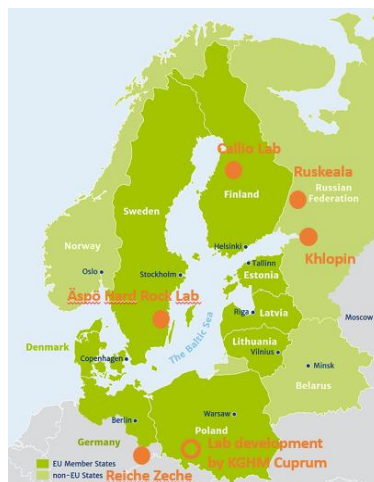 Callio Lab
Ruskeala
Finland
Russian
Federation
Sweden
Norway
Helsinki
Khlopin
Oslo
Tallinn
Stockholm
Estonia
Äspö Hard Rock Lab
Riga
Latvia
Moscow
The Baltic Sea
Lithuania
Denmark
Copenhagen
Vilnius
Minsk
Belarus
Warsaw
Berlin
Poland
Germany
Lab development
by KGHM Cuprum
EU Member States
non-EU States
Reiche Zeche